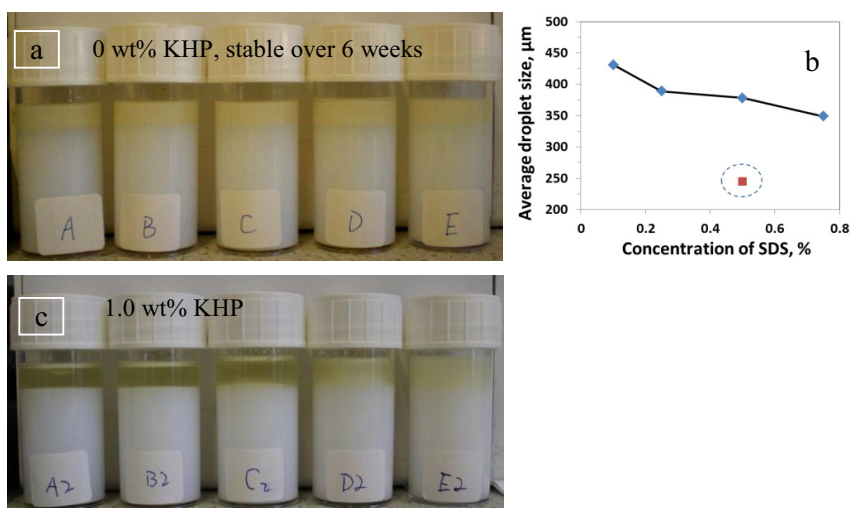 a
0 wt% KHP, stable over 6 weeks
A
B
C
D
E
b
Average droplet size, μm
500
450
400
350
300
250
200
0
0.2
0.4
0.6
0.8
Concentration of SDS, %
c
1.0 wt% KHP
A2
B2
C2
D2
E2